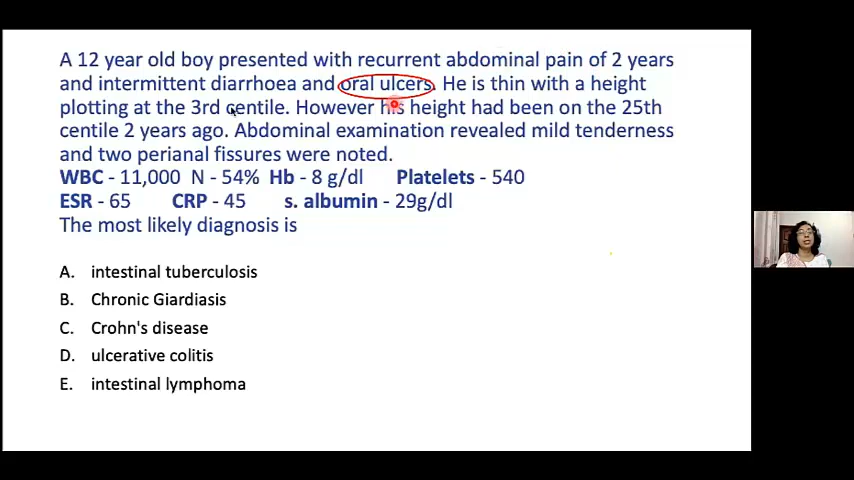 A 12 year old boy presented with recurrent abdominal pain of 2 years
and intermittent diarrhoea and oral ulcers. He is thin with a height
plotting at the 3rd centile. However his height had been on the 25th
centile 2 years ago. Abdominal examination revealed mild tenderness
and two perianal fissures were noted.
WBC - 11,000 N - 54% Hb - 8 g/dl Platelets - 540
ESR - 65 CRP - 45 s. albumin - 29g/dl
The most likely diagnosis is
A. intestinal tuberculosis
B. Chronic Giardiasis
C. Crohn's disease
D. ulcerative colitis
E. intestinal lymphoma